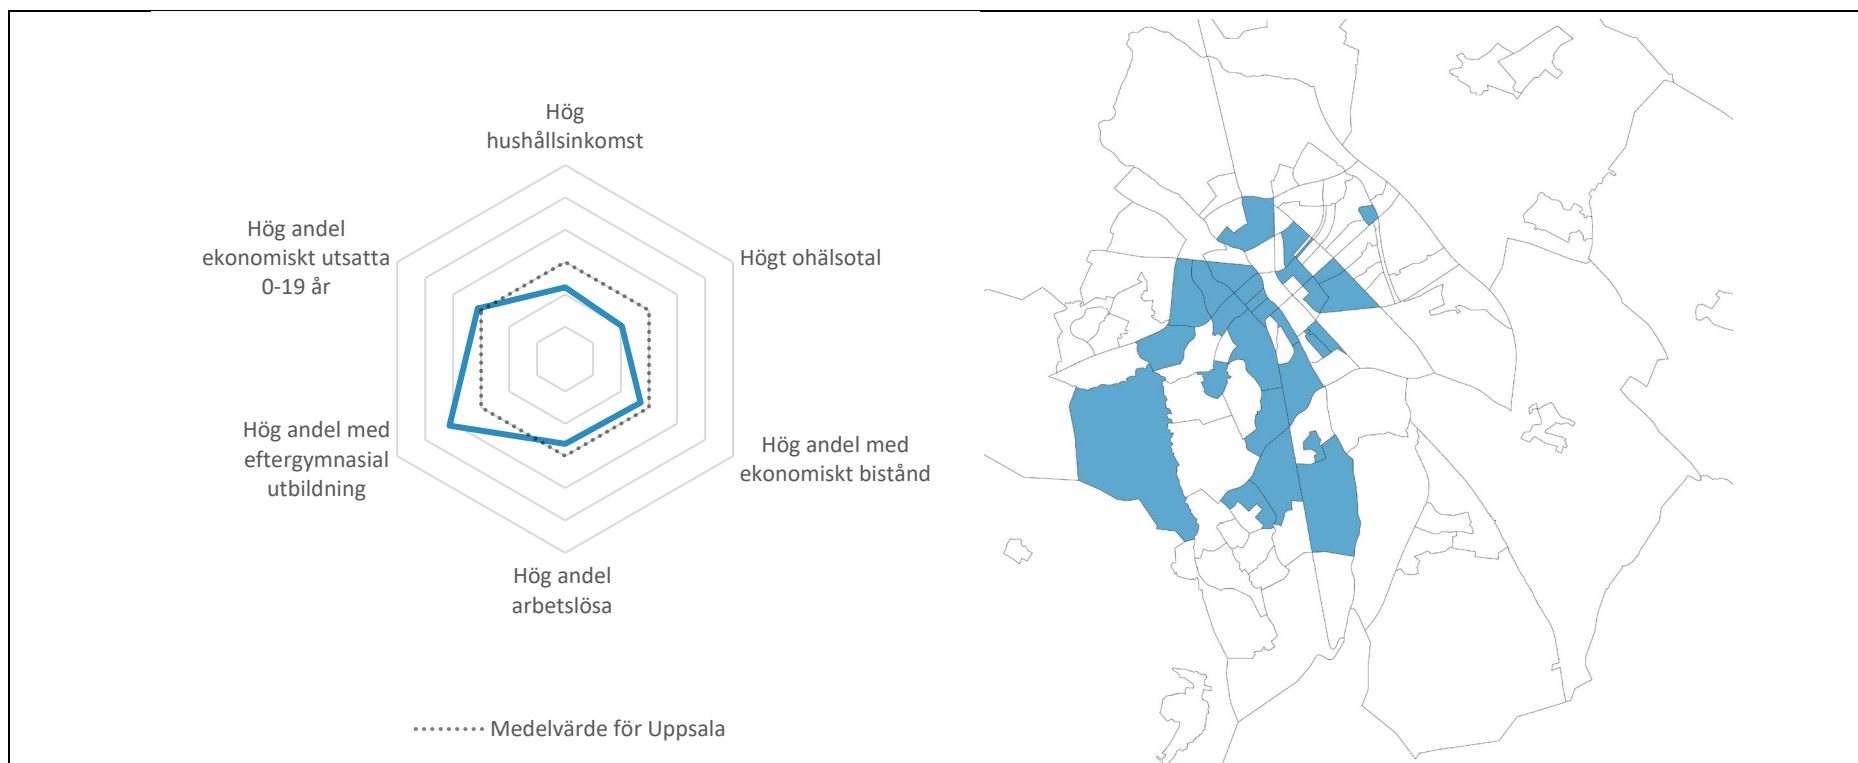 Hög
hushållsinkomst
Högt ohälsotal
Hög andel med
ekonomiskt bistånd
Hög andel
arbetslösa
Hög andel med
eftergymnasial
utbildning
Hög andel
ekonomiskt utsatta
0-19 år
Medelvärde för Uppsala